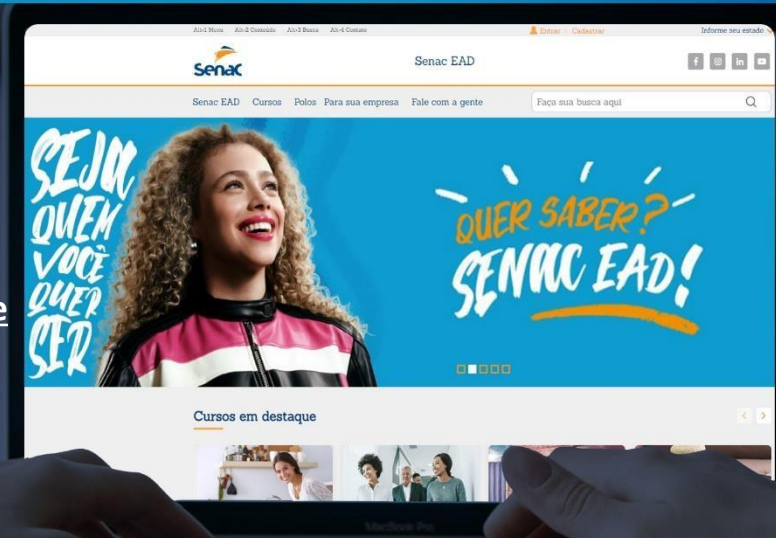 Alt+1 Menu Alt+2 Conteúdo Alt+3 Busca Alt+4 Contato
Entrar | Cadastrar
Informe seu estado
Senac
Senac EAD
f in
Senac EAD Cursos Polos Para sua empresa Fale com a gente
Faça sua busca aqui
SEJA
QUEM
VOCÊ
QUER
SER
QUER SABER?
SENAC EAD!
e
Cursos em destaque
MacBook Pro